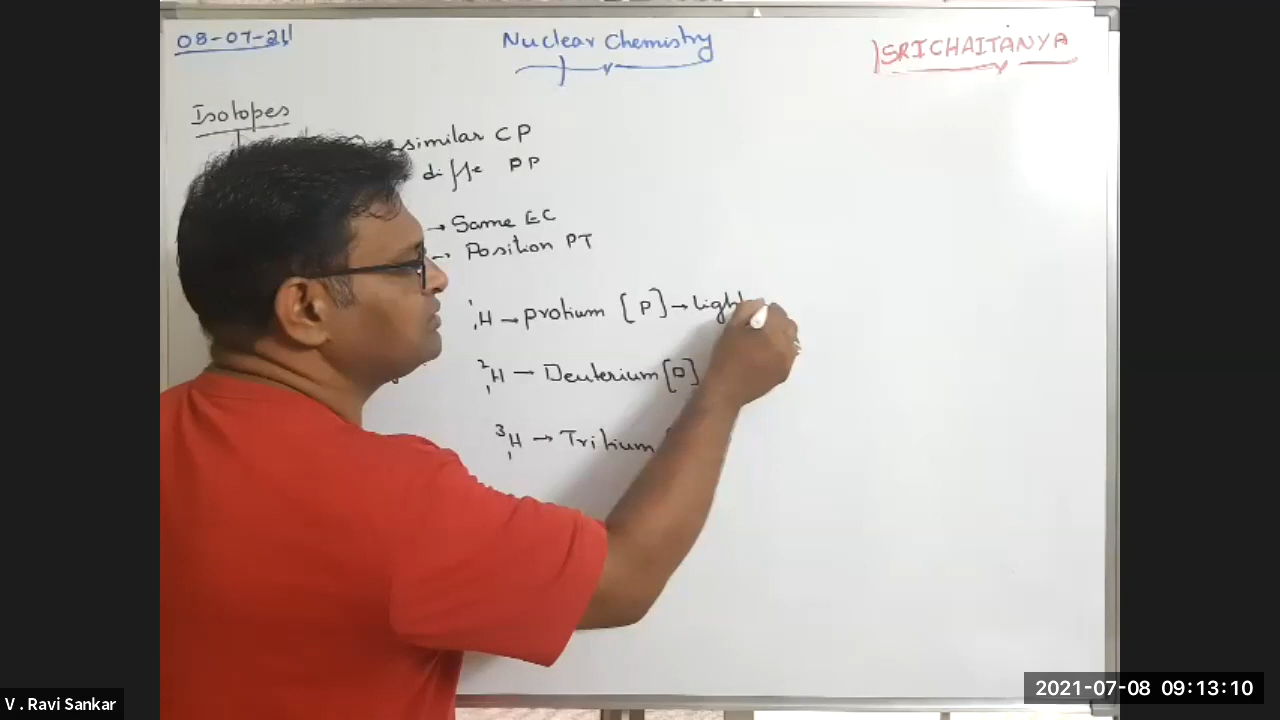 08-07-21
Nuclear Chemistry
SRICHAITANYA
Isotopes
similar CP
diffe PP
→ Same EC
→ Position PT
¹₁H → protium [P] → light
²₁H → Deuterium [D]
³₁H → Tritium
V . Ravi Sankar
2021-07-08 09:13:10